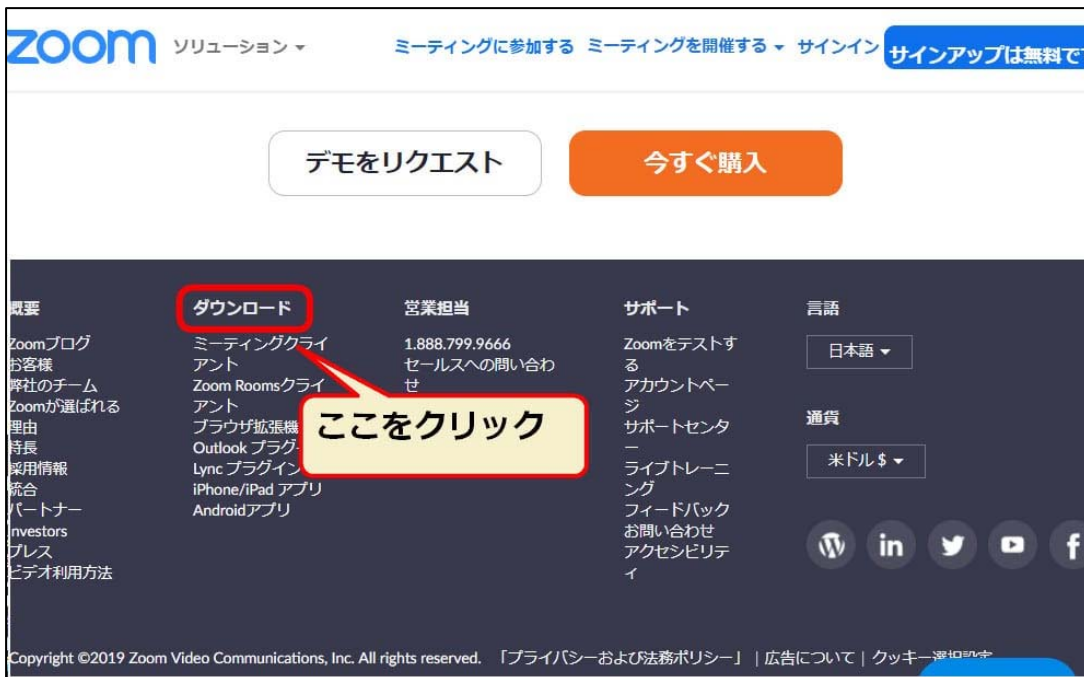 zoom
ソリューション
ミーティングに参加する
ミーティングを開催する
サインイン
サインアップは無料で
デモをリクエスト
今すぐ購入
概要
Zoomブログ
お客様
弊社のチーム
Zoomが選ばれる
理由
特長
採用情報
統合
パートナー
Investors
プレス
ビデオ利用方法
ダウンロード
ミーティングクライ
アント
Zoom Roomsクライ
アント
ブラウザ拡張機
Outlook プラグ
Lync プラグイン
iPhone/iPad アプリ
Androidアプリ
ここをクリック
営業担当
1.888.799.9666
セールスへの問い合わ
せ
サポート
Zoomをテストす
る
アカウントペー
ジ
サポートセンタ
ー
ライブトレーニ
ング
フィードバック
お問い合わせ
アクセシビリテ
ィ
言語
日本語
通貨
米ドル $
Copyright ©2019 Zoom Video Communications, Inc. All rights reserved. 「プライバシーおよび法務ポリシー」 | 広告について | クッキー選択設定